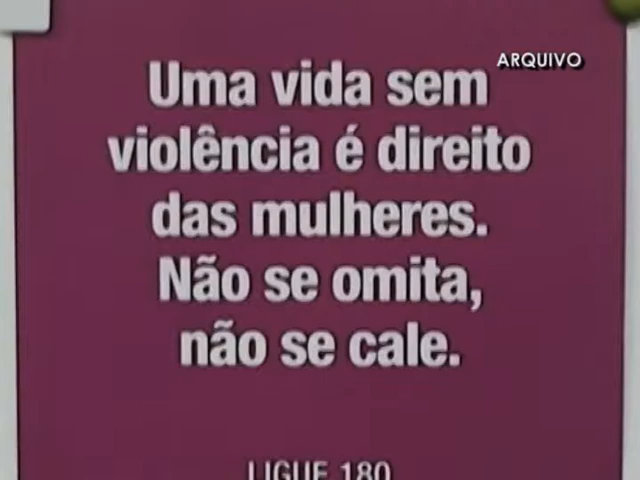 ARQUIVO
Uma vida sem
violência é direito
das mulheres.
Não se omita,
não se cale.
LIGUE 180